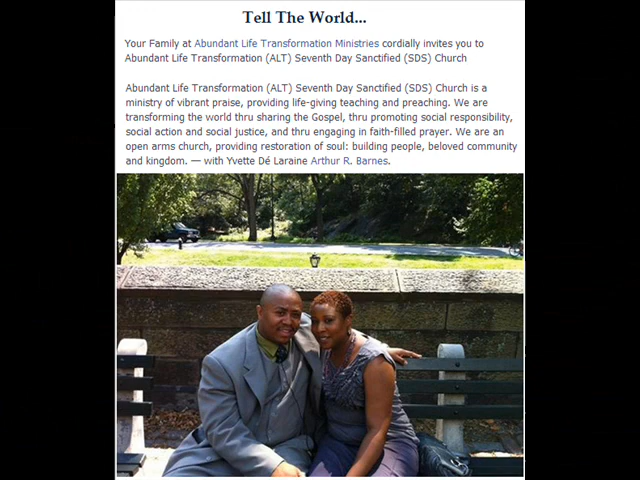 Tell The World...
Your Family at Abundant Life Transformation Ministries cordially invites you to
Abundant Life Transformation (ALT) Seventh Day Sanctified (SDS) Church
Abundant Life Transformation (ALT) Seventh Day Sanctified (SDS) Church is a
ministry of vibrant praise, providing life-giving teaching and preaching. We are
transforming the world thru sharing the Gospel, thru promoting social responsibility,
social action and social justice, and thru engaging in faith-filled prayer. We are an
open arms church, providing restoration of soul: building people, beloved community
and kingdom. — with Yvette Dé Laraine Arthur R. Barnes.